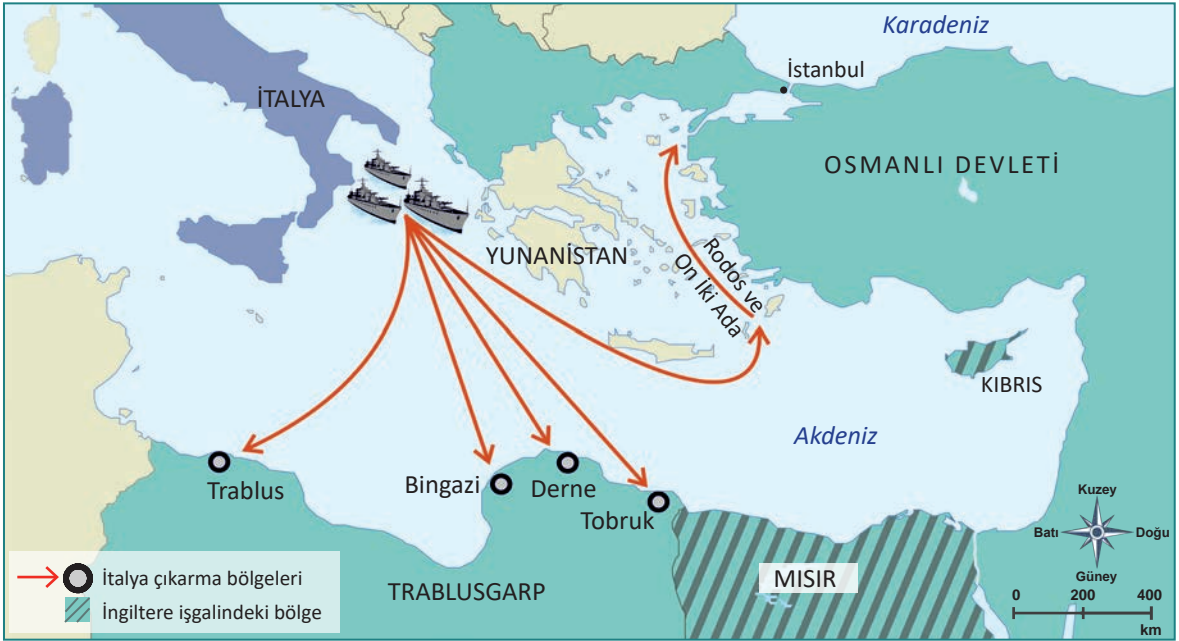 Karadeniz
İstanbul
İTALYA
OSMANLI DEVLETİ
YUNANİSTAN
Rodos ve
On İki Ada
KIBRIS
Akdeniz
Trablus
Bingazi
Derne
Tobruk
TRABLUSGARP
MISIR
Kuzey
Batı
Doğu
Güney
0 200 400
km
İtalya çıkarma bölgeleri
İngiltere işgalindeki bölge